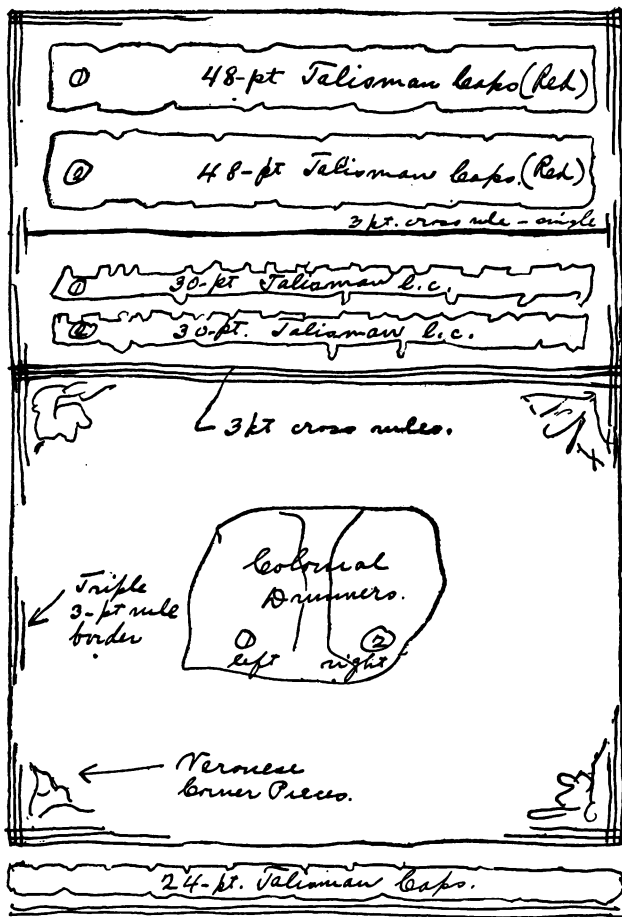 ① 48-pt Talisman Caps (Red)
② 48-pt Talisman Caps. (Red)
3 pt. cross rule - single
① 30-pt Talisman l.c.
② 30-pt. Talisman l.c.
3 pt cross rules.
Colonial
Drummers.
① ②
left right
Triple
3-pt rule
border
Veronese
Corner Pieces.
24-pt. Talisman Caps.